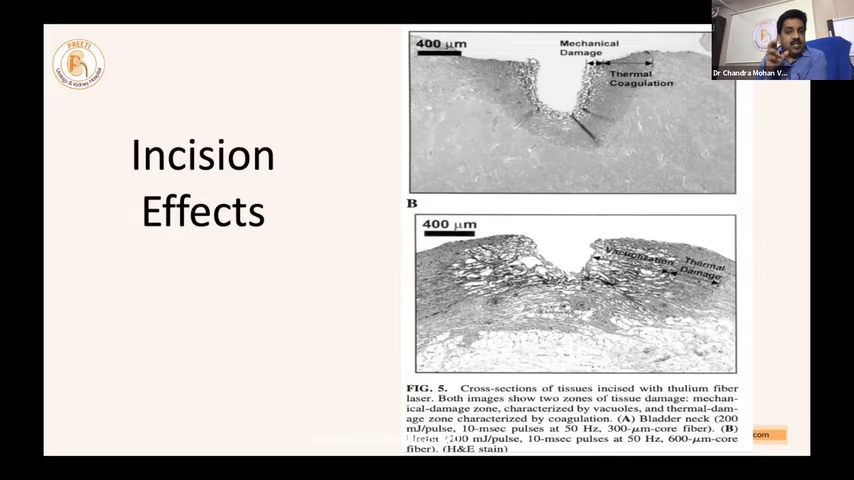 PREETI
Urology & Kidney Hospital
Incision
Effects
400 µm
Mechanical
Damage
Thermal
Coagulation
B
400 µm
Vacuolization
Thermal
Damage
FIG. 5. Cross-sections of tissues incised with thulium fiber
laser. Both images show two zones of tissue damage: mechan-
ical-damage zone, characterized by vacuoles, and thermal-dam-
age zone characterized by coagulation. (A) Bladder neck (200
mJ/pulse, 10-msec pulses at 50 Hz, 300-µm-core fiber). (B)
Ureter (200 mJ/pulse, 10-msec pulses at 50 Hz, 600-µm-core
fiber). (H&E stain)
com
Dr Chandra Mohan V...